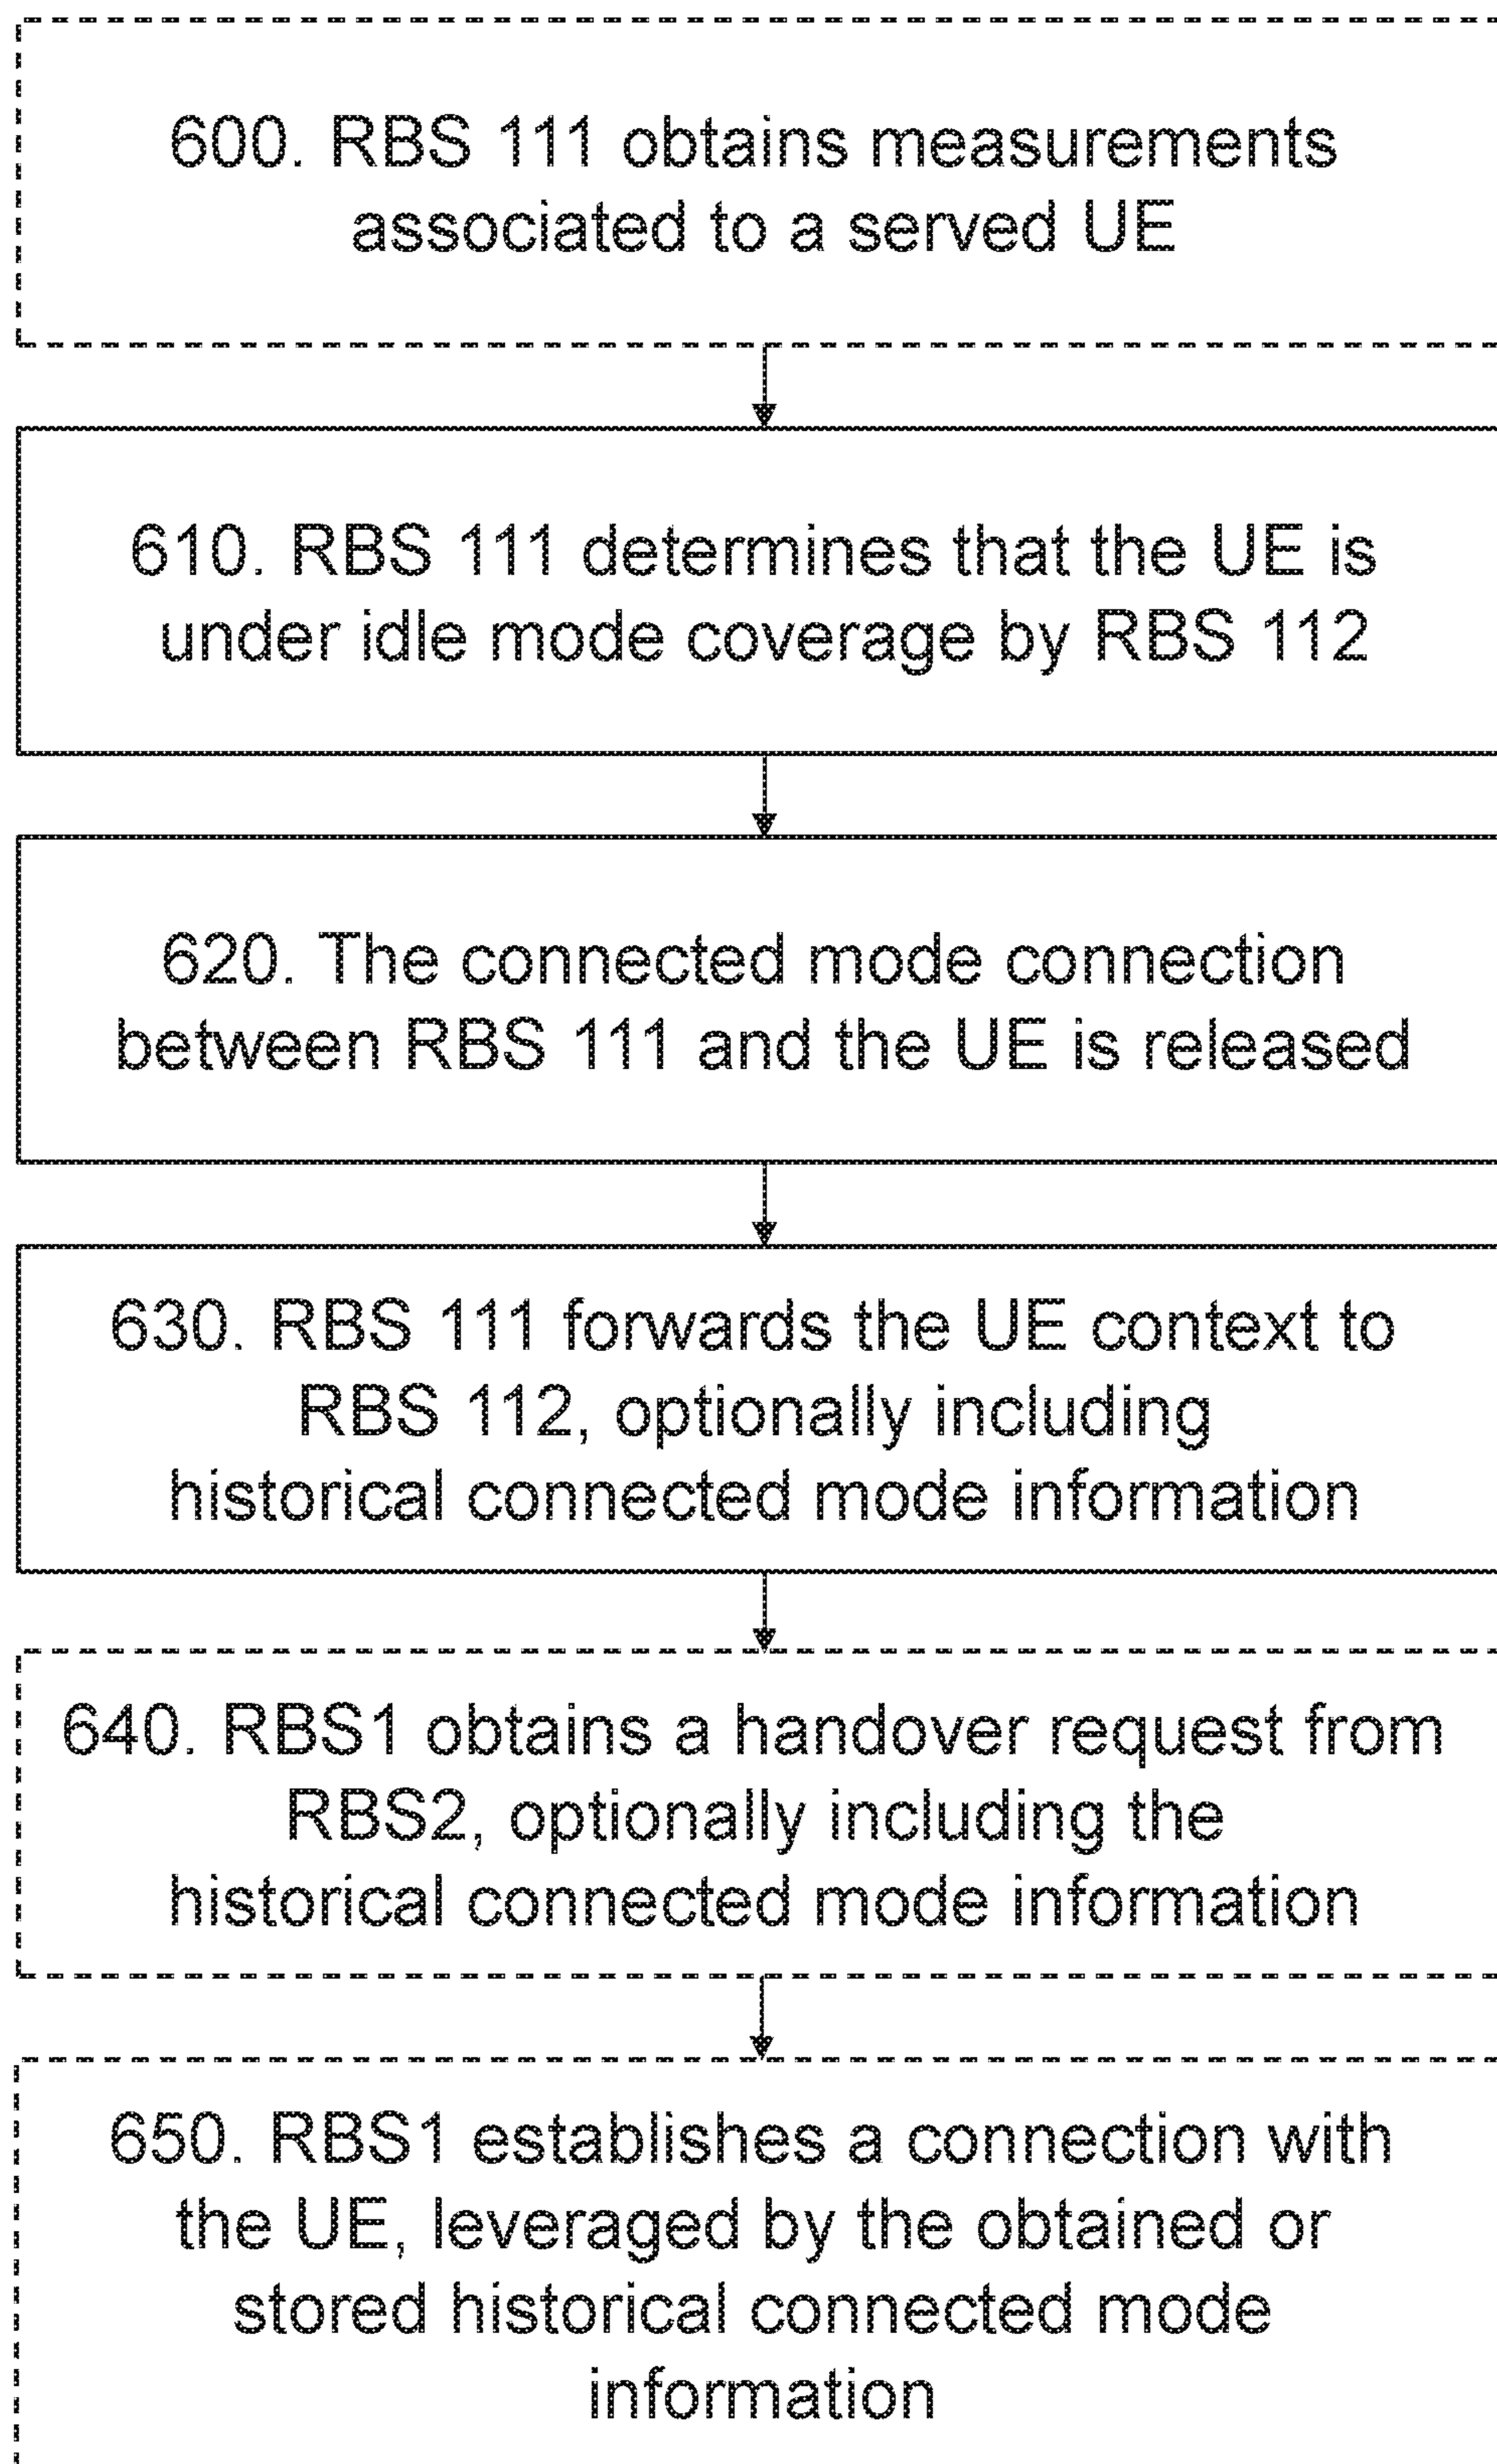 600. RBS 111 obtains measurements
associated to a served UE
610. RBS 111 determines that the UE is
under idle mode coverage by RBS 112
620. The connected mode connection
between RBS 111 and the UE is released
630. RBS 111 forwards the UE context to
RBS 112, optionally including
historical connected mode information
640. RBS1 obtains a handover request from
RBS2, optionally including the
historical connected mode information
650. RBS1 establishes a connection with
the UE, leveraged by the obtained or
stored historical connected mode
information